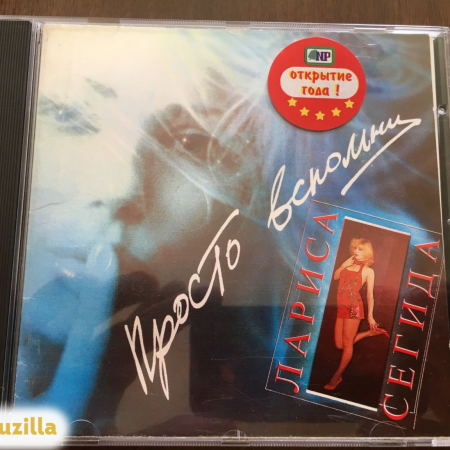 NP
открытие
года !
просто вспомни
ЛАРИСА
СЕГИДА
uzilla